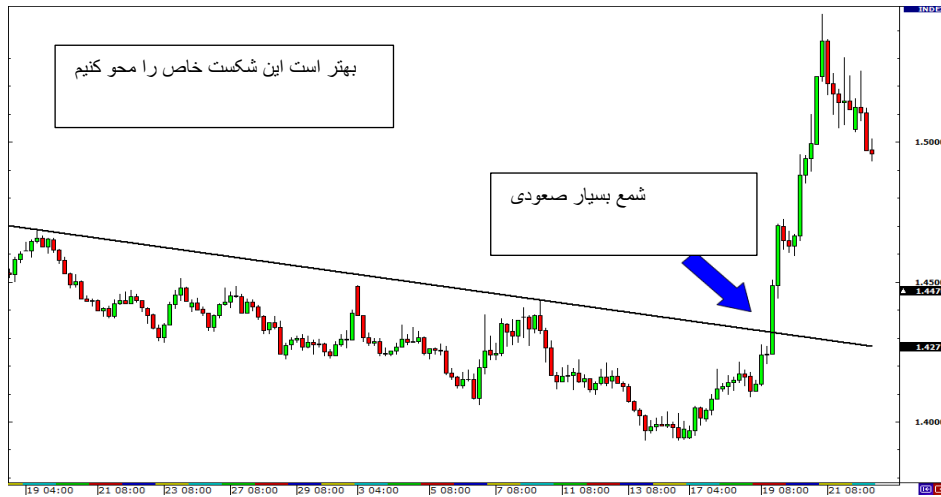 INDE
بهتر است این شکست خاص را محو کنیم
1.5000
شمع بسیار صعودی
1.4500
1.447
1.427
1.4000
19 04:00 21 08:00 23 08:00 27 08:00 29 08:00 3 04:00 5 08:00 7 08:00 11 08:00 13 08:00 17 04:00 19 08:00 21 08:00